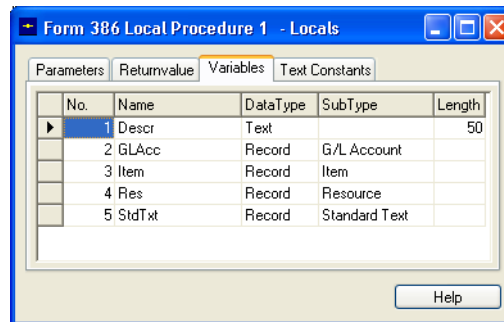 Form 386 Local Procedure 1 - Locals
Parameters Returnvalue Variables Text Constants
No. Name DataType SubType Length
1 Descr Text 50
2 GLAcc Record G/L Account
3 Item Record Item
4 Res Record Resource
5 StdTxt Record Standard Text
Help